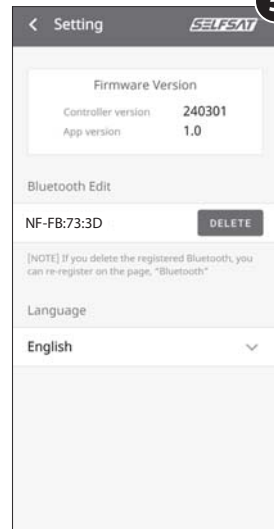 Setting
SELFSAT
Firmware Version
Controller version 240301
App version 1.0
Bluetooth Edit
NF-FB:73:3D
DELETE
[NOTE] If you delete the registered Bluetooth, you
can re-register on the page, "Bluetooth"
Language
English